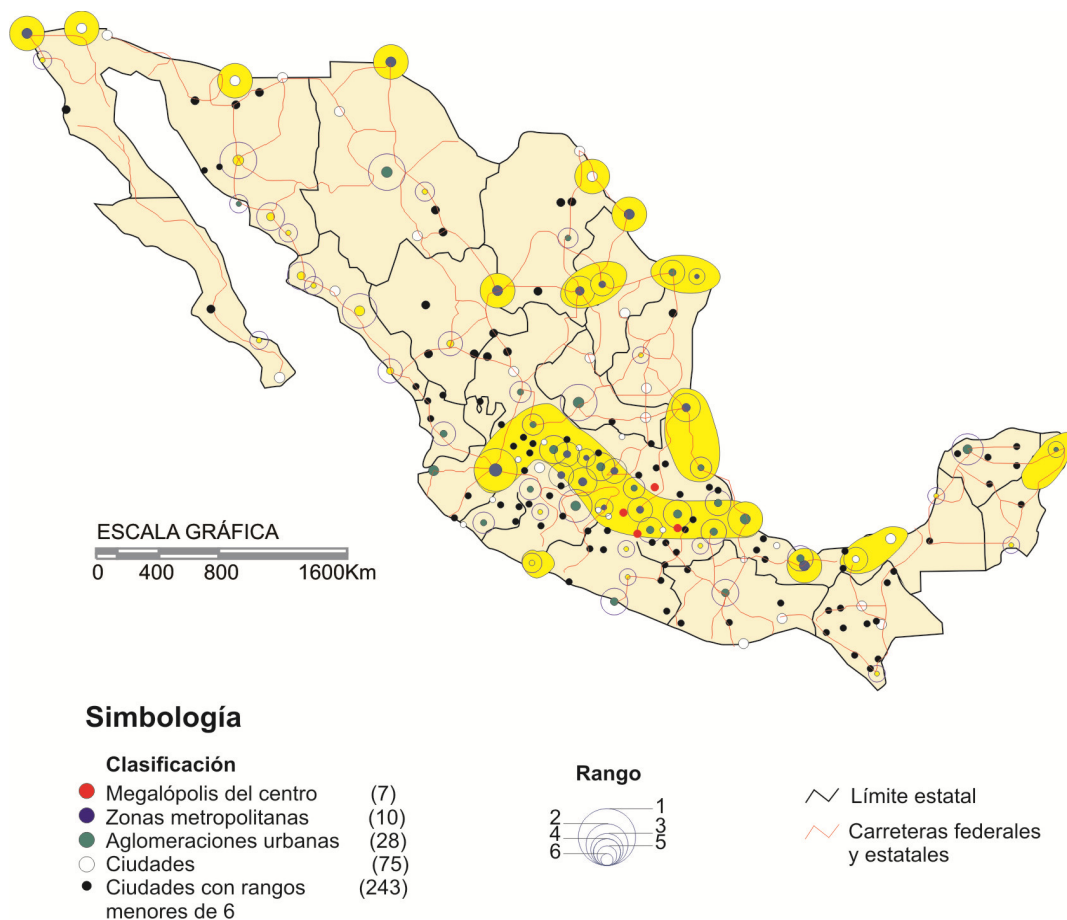 ESCALA GRÁFICA
0 400 800 1600Km
Simbología
Clasificación
Megalópolis del centro (7)
Zonas metropolitanas (10)
Aglomeraciones urbanas (28)
Ciudades (75)
Ciudades con rangos (243)
menores de 6
Rango
1
2
3
4
5
6
Límite estatal
Carreteras federales
y estatales